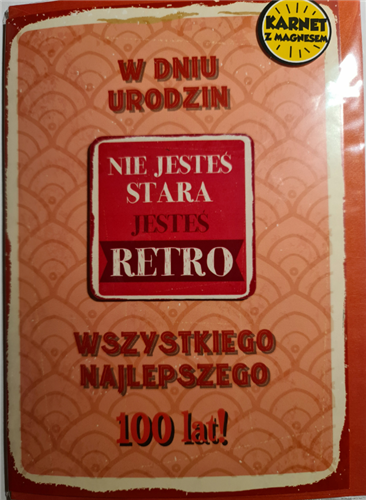 KARNET
Z MAGNESEM
W DNIU
URODZIN
NIE JESTEŚ
STARA
JESTEŚ
RETRO
WSZYSTKIEGO
NAJLEPSZEGO
100 lat!